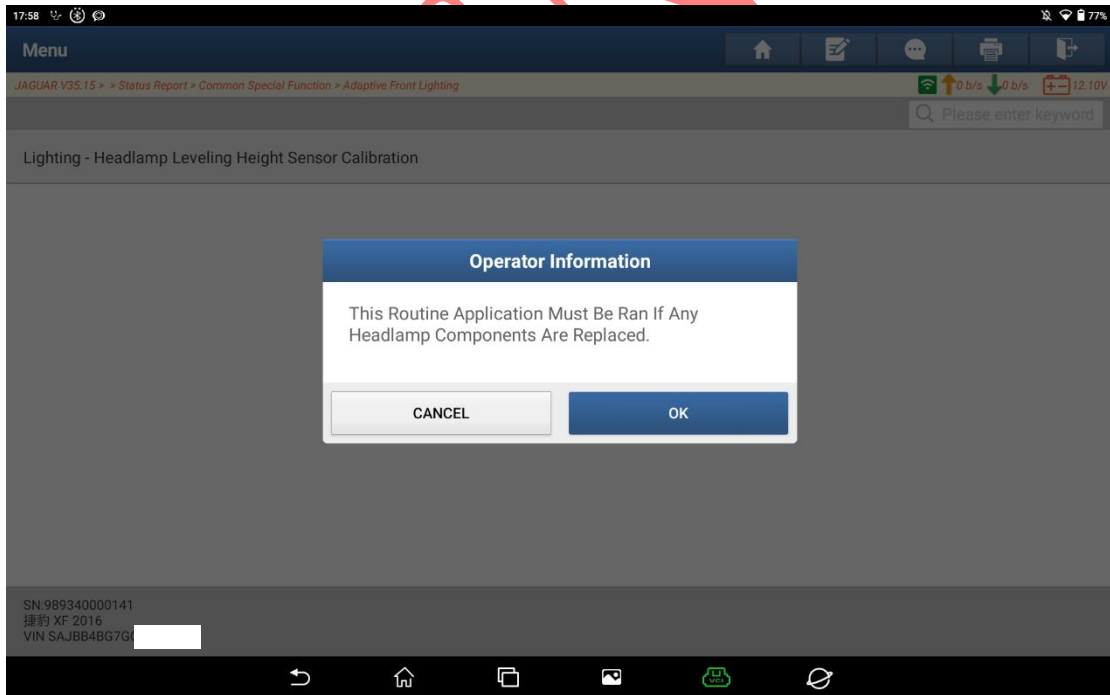 17:58
77%
Menu
JAGUAR V35.15 > > Status Report > Common Special Function > Adaptive Front Lighting
0 b/s 0 b/s 12.10V
Please enter keyword
Lighting - Headlamp Leveling Height Sensor Calibration
Operator Information
This Routine Application Must Be Ran If Any
Headlamp Components Are Replaced.
CANCEL
OK
SN:989340000141
捷豹 XF 2016
VIN SAJBB4BG7G
VCI